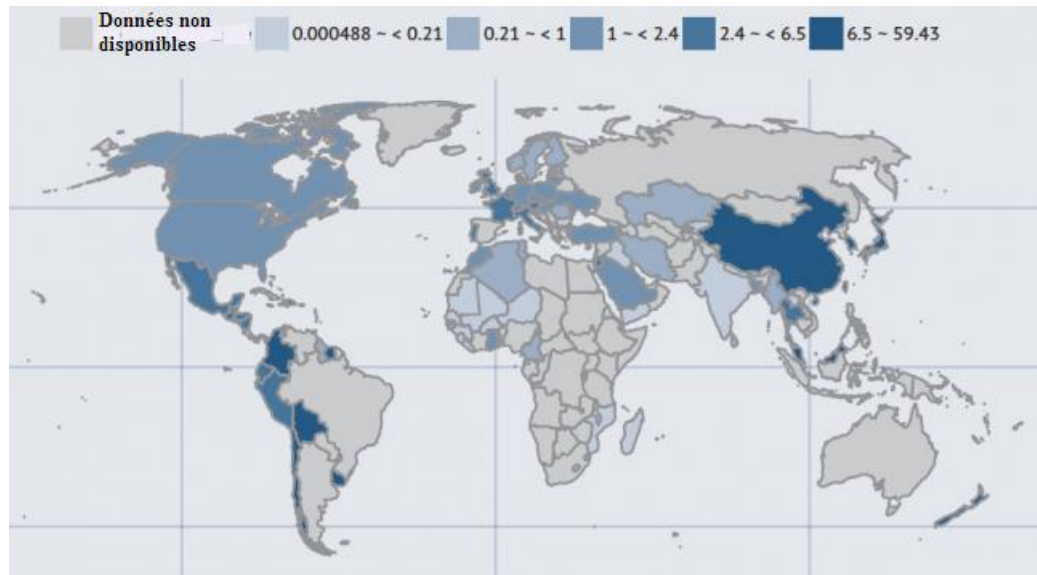 Données non
disponibles
0.000488 ~ < 0.21
0.21 ~ < 1
1 ~ < 2.4
2.4 ~ < 6.5
6.5 ~ 59.43